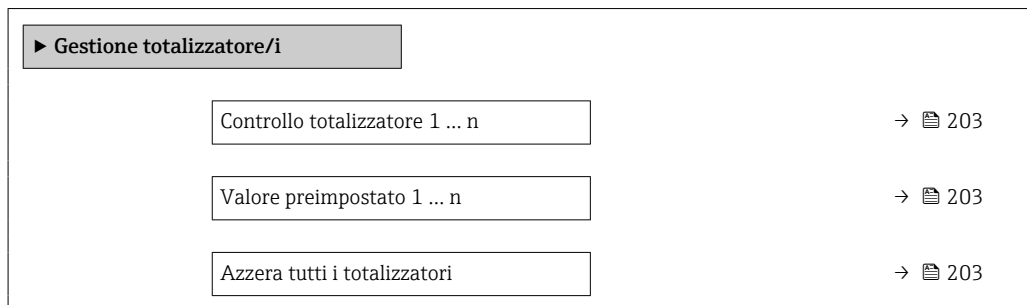 ▶ Gestione totalizzatore/i
Controllo totalizzatore 1 … n → 203
Valore preimpostato 1 … n → 203
Azzera tutti i totalizzatori → 203